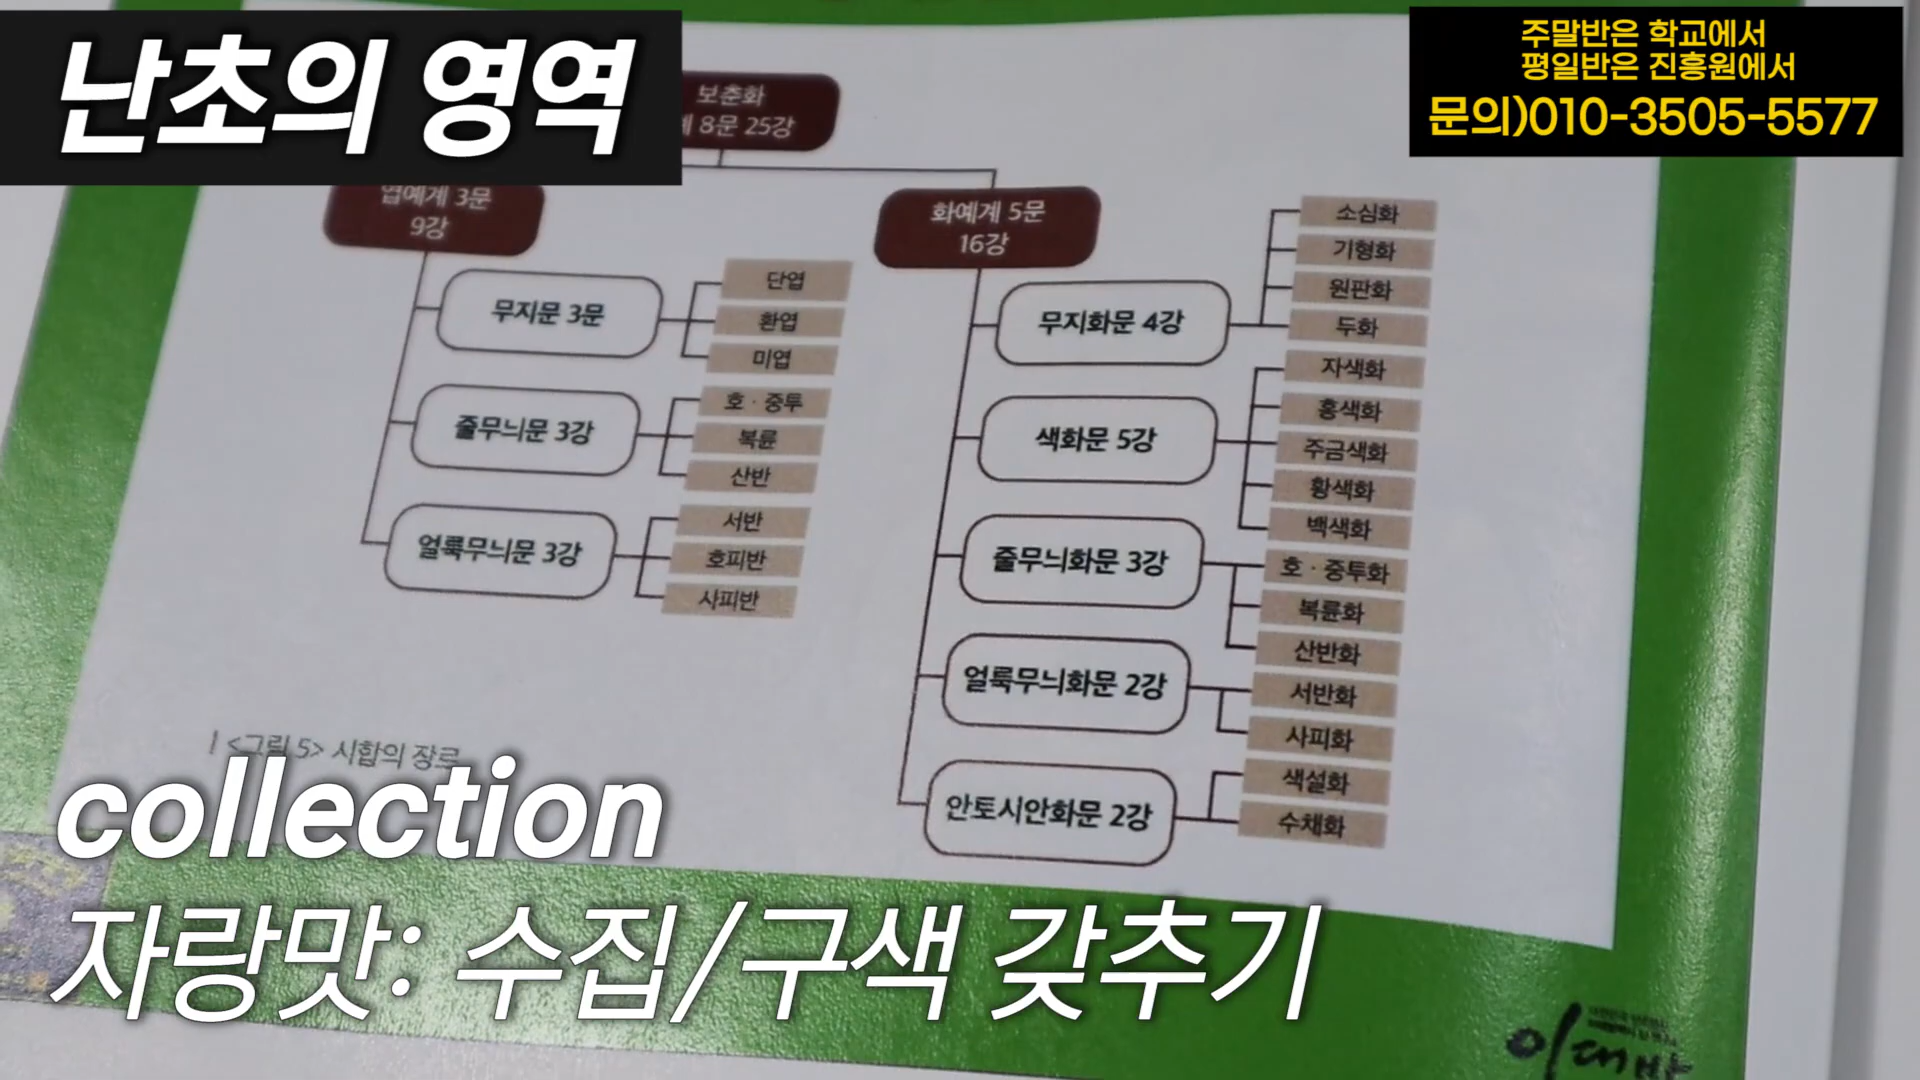 난초의 영역
주말반은 학교에서
평일반은 진흥원에서
문의)010-3505-5577
보춘화
8문 25강
엽예계 3문
9강
무지문 3문
단엽
환엽
미엽
줄무늬문 3강
호·중투
복륜
산반
얼룩무늬문 3강
서반
호피반
사피반
화예계 5문
16강
무지화문 4강
소심화
기형화
원판화
두화
색화문 5강
자색화
홍색화
주금색화
황색화
백색화
줄무늬화문 3강
호·중투화
복륜화
산반화
얼룩무늬화문 2강
서반화
사피화
안토시안화문 2강
색설화
수채화
<그림 5> 시합의 장르
collection
자랑맛: 수집/구색 갖추기
이대발